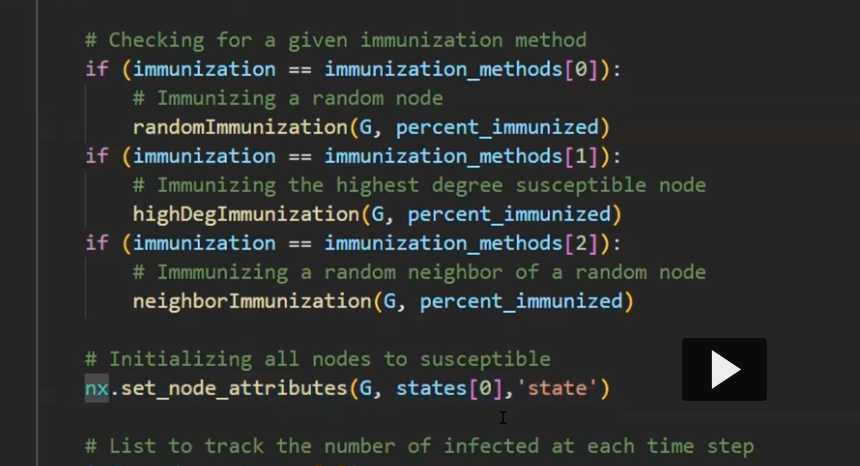 # Checking for a given immunization method
if (immunization == immunization_methods[0]):
# Immunizing a random node
randomImmunization(G, percent_immunized)
if (immunization == immunization_methods[1]):
# Immunizing the highest degree susceptible node
highDegImmunization(G, percent_immunized)
if (immunization == immunization_methods[2]):
# Immmunizing a random neighbor of a random node
neighborImmunization(G, percent_immunized)
# Initializing all nodes to susceptible
nx.set_node_attributes(G, states[0],'state')
# List to track the number of infected at each time step